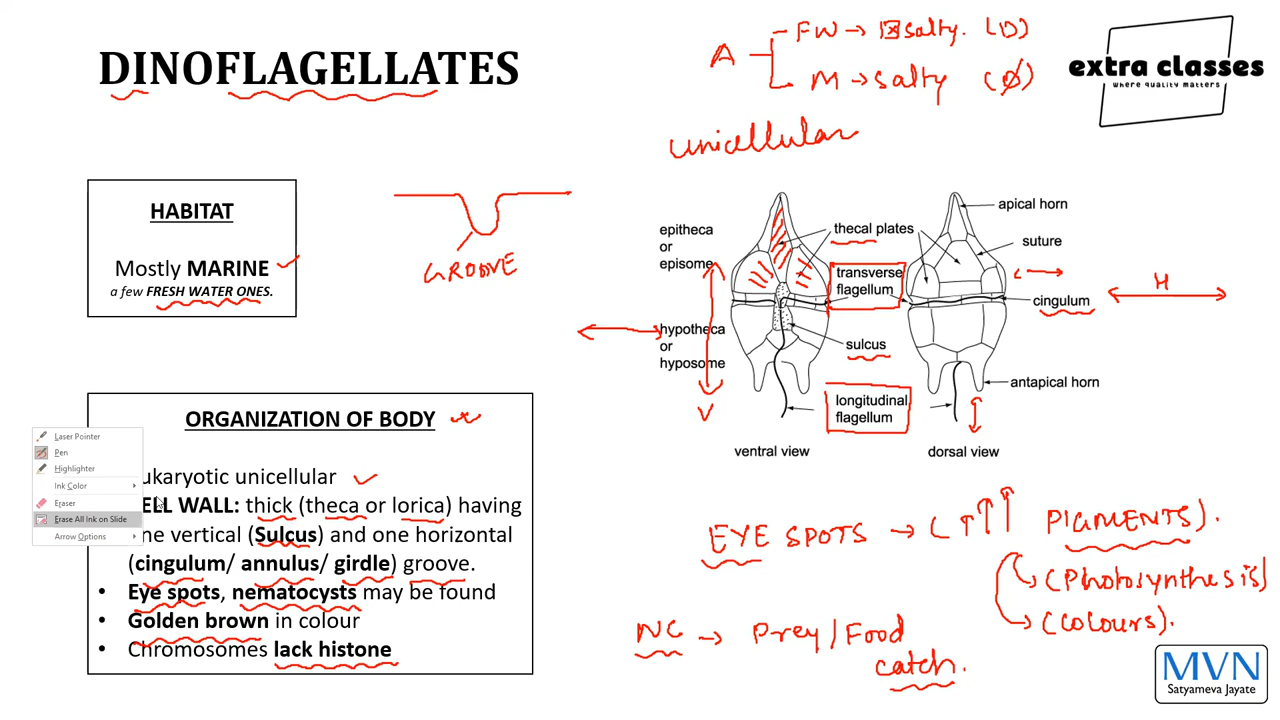 DINOFLAGELLATES
A
FW → salty. (D)
M → salty (D)
unicellular
extra classes
where quality matters
HABITAT
Mostly MARINE
a few FRESH WATER ONES.
GROOVE
epitheca
or
episome
hypotheca
or
hyposome
V
thecal plates
transverse
flagellum
sulcus
longitudinal
flagellum
ventral view
apical horn
suture
cingulum
antapical horn
dorsal view
H
ORGANIZATION OF BODY
ukaryotic unicellular
ELL WALL: thick (theca or lorica) having
ne vertical (Sulcus) and one horizontal
(cingulum/ annulus/ girdle) groove.
• Eye spots, nematocysts may be found
• Golden brown in colour
• Chromosomes lack histone
Laser Pointer
Pen
Highlighter
Ink Color
Eraser
Erase All Ink on Slide
Arrow Options
EYE SPOTS → (↑↑↑ PIGMENTS).
(Photosynthesis)
(colours).
NC → Prey/Food
catch.
MVN
Satyameva Jayate